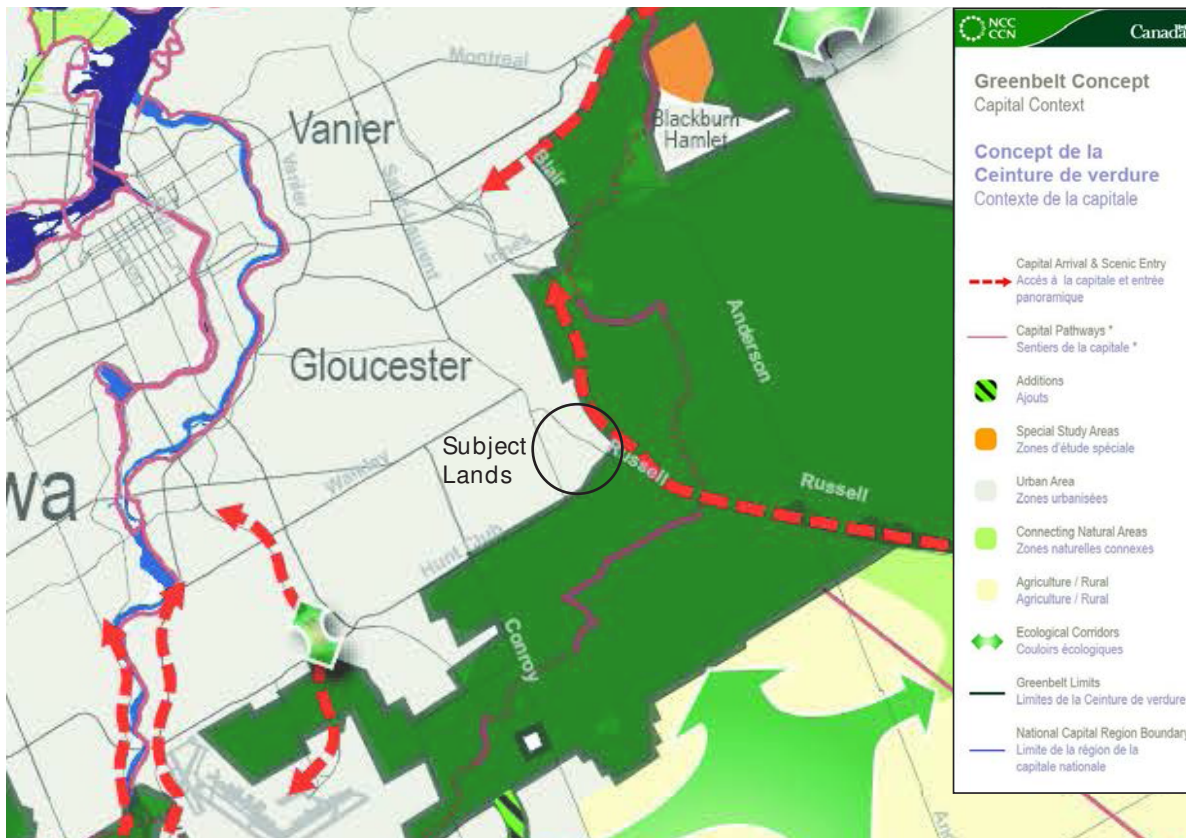 Montreal
Vanier
Vanier
Saint-Laurent
Blair
Innes
Blackburn
Hamlet
Anderson
Gloucester
Subject
Lands
Walkley
Russell
Russell
wa
Hunt Club
Conroy
NCC
CCN
Canada
Greenbelt Concept
Capital Context
Concept de la
Ceinture de verdure
Contexte de la capitale
Capital Arrival & Scenic Entry
Accès à la capitale et entrée
panoramique
Capital Pathways *
Sentiers de la capitale *
Additions
Ajouts
Special Study Areas
Zones d'étude spéciale
Urban Area
Zones urbanisées
Connecting Natural Areas
Zones naturelles connexes
Agriculture / Rural
Agriculture / Rural
Ecological Corridors
Couloirs écologiques
Greenbelt Limits
Limites de la Ceinture de verdure
National Capital Region Boundary
Limite de la région de la
capitale nationale